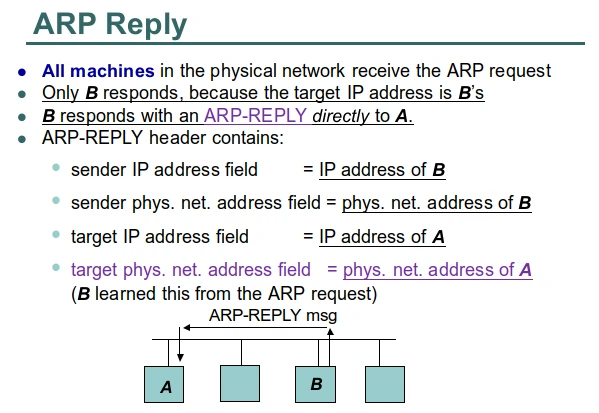 ARP Reply
All machines in the physical network receive the ARP request
Only B responds, because the target IP address is B's
B responds with an ARP-REPLY directly to A.
ARP-REPLY header contains:
sender IP address field = IP address of B
sender phys. net. address field = phys. net. address of B
target IP address field = IP address of A
target phys. net. address field = phys. net. address of A
(B learned this from the ARP request)
ARP-REPLY msg
A B